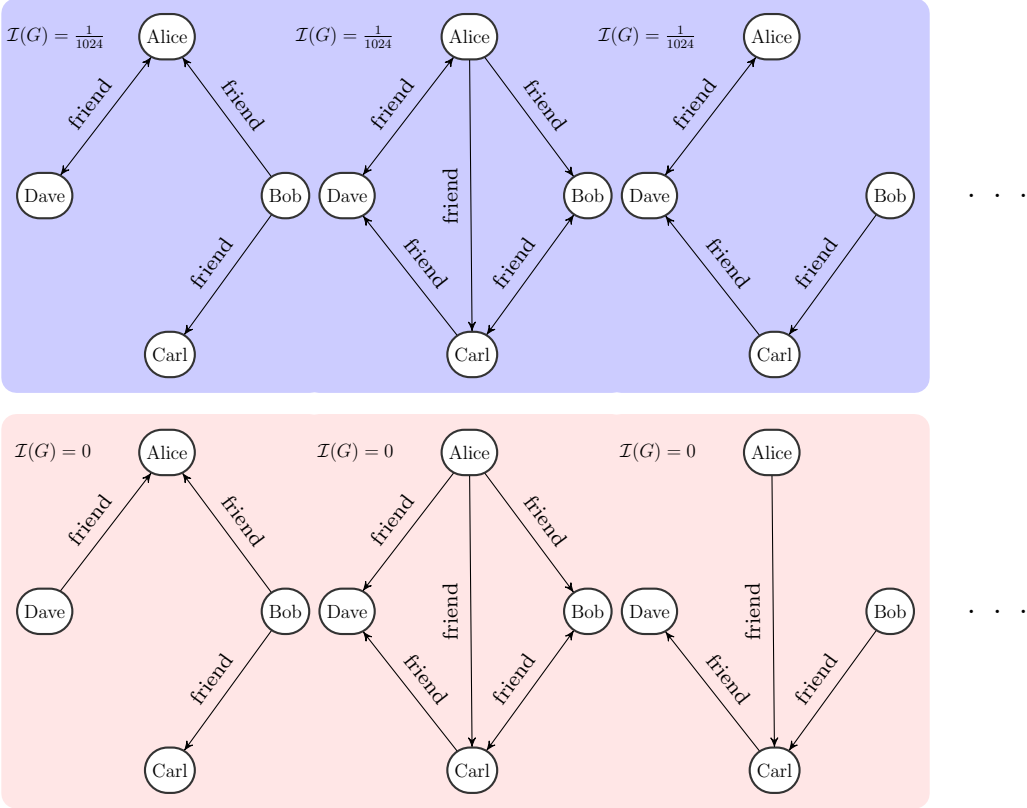 I(G) = 1/1024 Alice I(G) = 1/1024 Alice I(G) = 1/1024 Alice
friend friend friend friend friend
friend
Dave Bob Dave Bob Dave Bob . . .
friend friend friend friend friend
Carl Carl Carl
I(G) = 0 Alice I(G) = 0 Alice I(G) = 0 Alice
friend friend friend friend
friend friend
Dave Bob Dave Bob Dave Bob . . .
friend friend friend friend friend
Carl Carl Carl